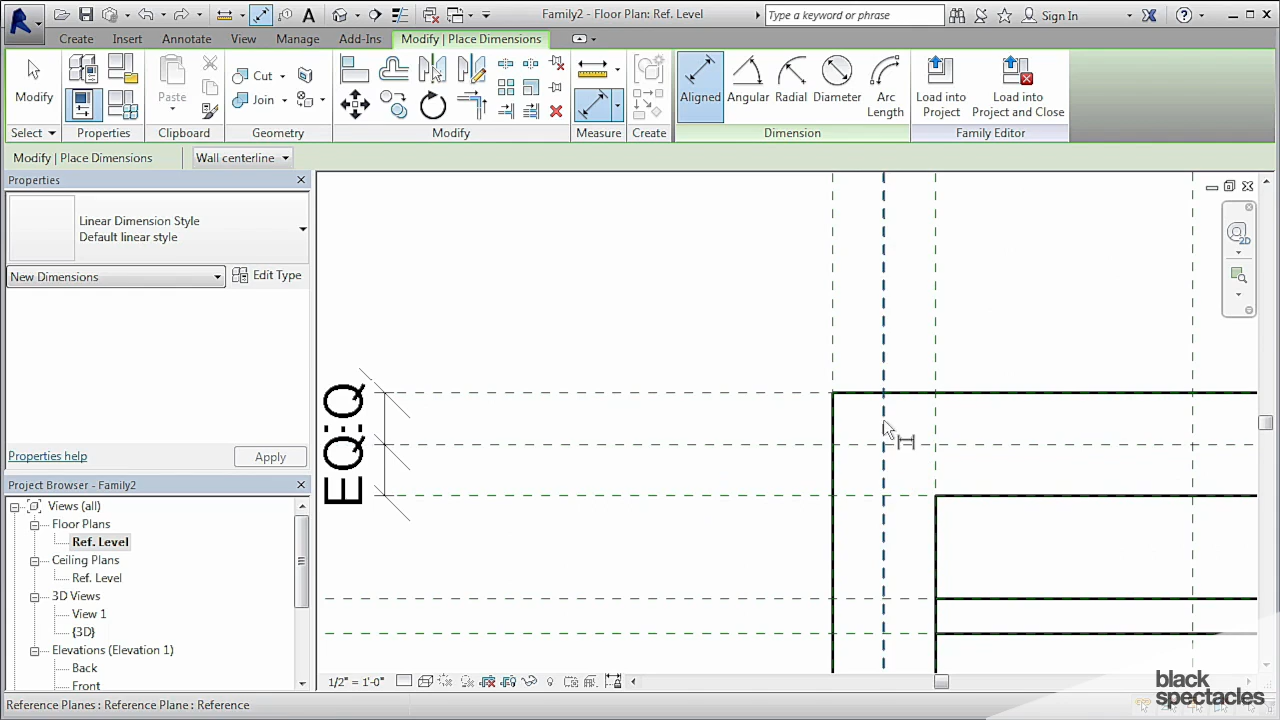 Family2 - Floor Plan: Ref. Level
Type a keyword or phrase
Sign In
Create
Insert
Annotate
View
Manage
Add-Ins
Modify | Place Dimensions
Modify
Paste
Cut
Join
Aligned
Angular
Radial
Diameter
Arc
Length
Load into
Project
Load into
Project and Close
Select
Properties
Clipboard
Geometry
Modify
Measure
Create
Dimension
Family Editor
Modify | Place Dimensions
Wall centerline
Properties
Linear Dimension Style
Default linear style
New Dimensions
Edit Type
Properties help
Apply
Project Browser - Family2
Views (all)
Floor Plans
Ref. Level
Ceiling Plans
Ref. Level
3D Views
View 1
{3D}
Elevations (Elevation 1)
Back
Front
EQ:Q
2D
1/2" = 1'-0"
Reference Planes : Reference Plane : Reference
:0
black
spectacles